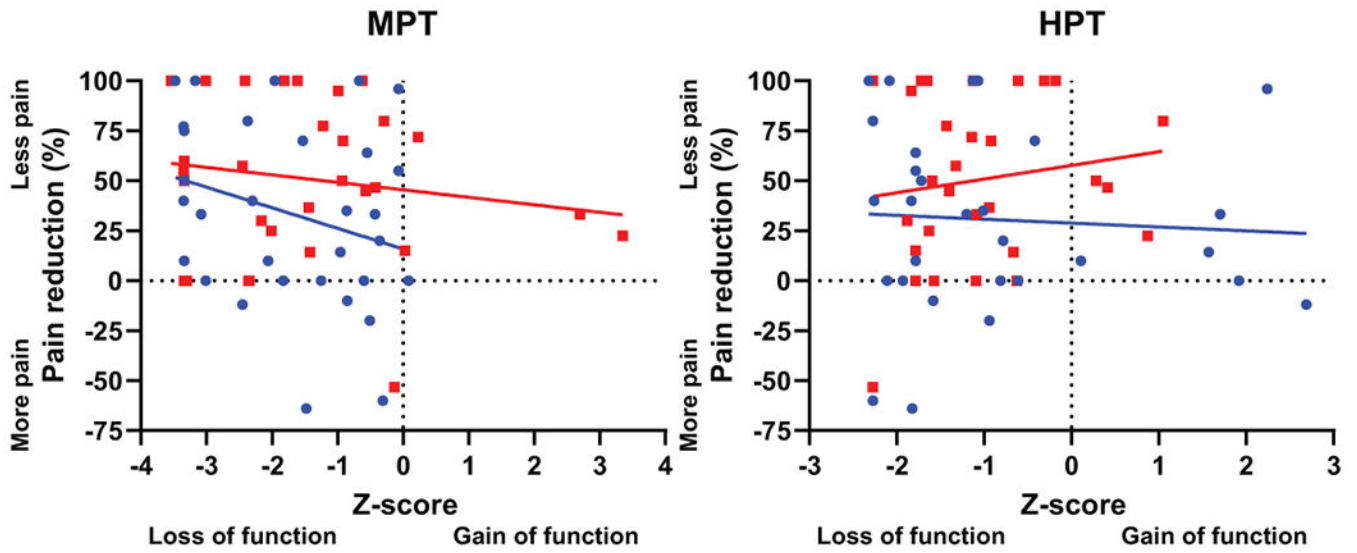 MPT
Less pain
More pain
Pain reduction (%)
100
75
50
25
0
-25
-50
-75
-4 -3 -2 -1 0 1 2 3 4
Z-score
Loss of function Gain of function
HPT
Less pain
More pain
Pain reduction (%)
100
75
50
25
0
-25
-50
-75
-3 -2 -1 0 1 2 3
Z-score
Loss of function Gain of function